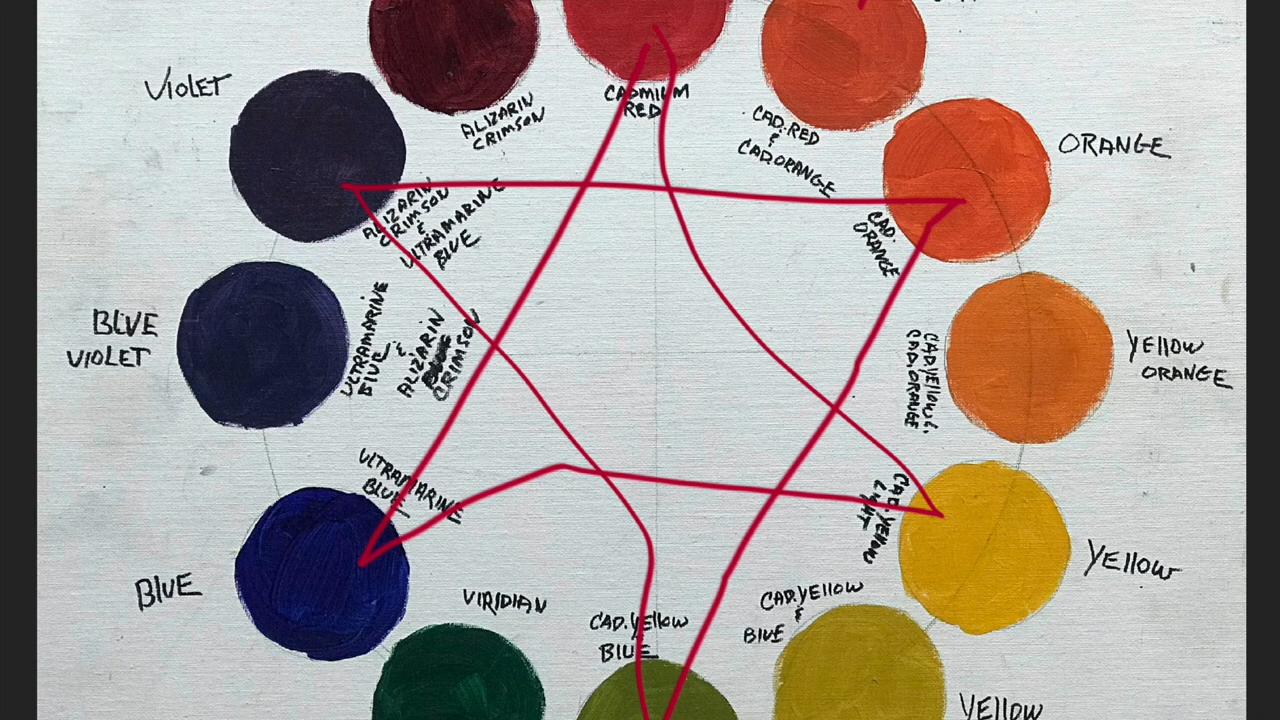 VIOLET
ALIZARIN
CRIMSON
CADMIUM
RED
CAD. RED
&
CAD. ORANGE
ORANGE
ALIZARIN
CRIMSON
&
ULTRAMARINE
BLUE
CAD.
ORANGE
BLUE
VIOLET
ULTRAMARINE
BLUE &
ALIZARIN
CRIMSON
CAD. YELLOW &
CAD. ORANGE
YELLOW
ORANGE
ULTRAMARINE
BLUE
CAD. YELLOW
LIGHT
BLUE
YELLOW
VIRIDIAN
CAD. YELLOW
&
BLUE
CAD. YELLOW
&
BLUE
YELLOW